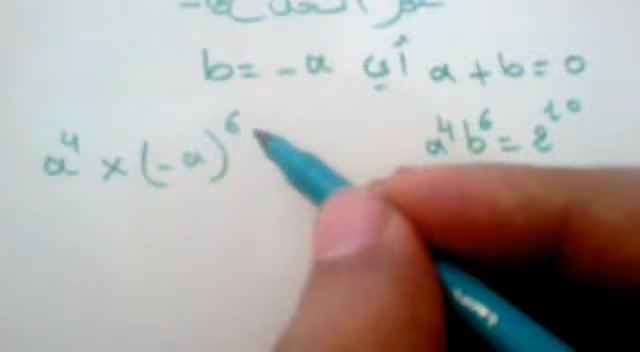 a + b = 0 أي b = -a
a⁴b⁶ = 2¹⁰
a⁴ × (-a)⁶